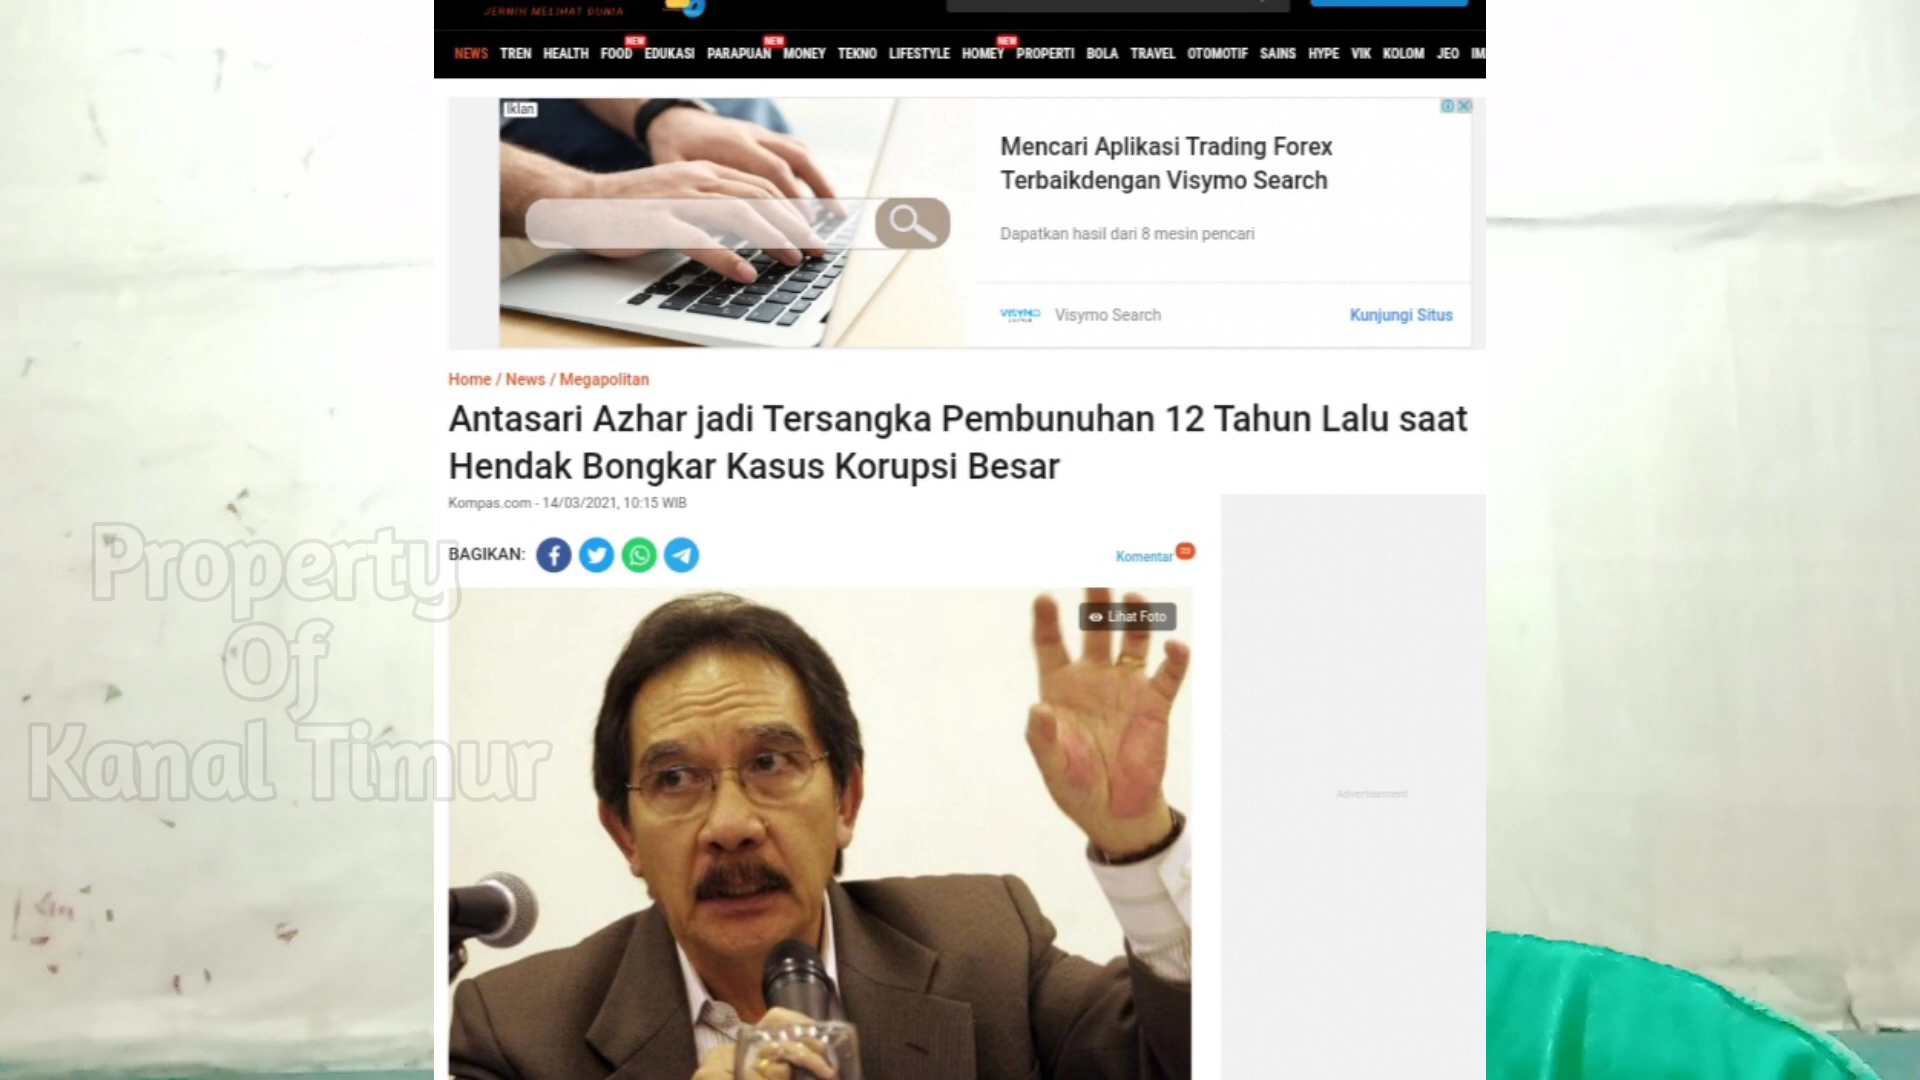 JERNIH MELIHAT DUNIA
NEWS TREN HEALTH FOOD NEW EDUKASI PARAPUAN NEW MONEY TEKNO LIFESTYLE HOMEY NEW PROPERTI BOLA TRAVEL OTOMOTIF SAINS HYPE VIK KOLOM JEO
Iklan
Mencari Aplikasi Trading Forex
Terbaikdengan Visymo Search
Dapatkan hasil dari 8 mesin pencari
VISYMO Visymo Search Kunjungi Situs
Home / News / Megapolitan
Antasari Azhar jadi Tersangka Pembunuhan 12 Tahun Lalu saat
Hendak Bongkar Kasus Korupsi Besar
Kompas.com - 14/03/2021, 10:15 WIB
BAGIKAN:
Komentar
Lihat Foto
Advertisement
Property
Of
Kanal Timur